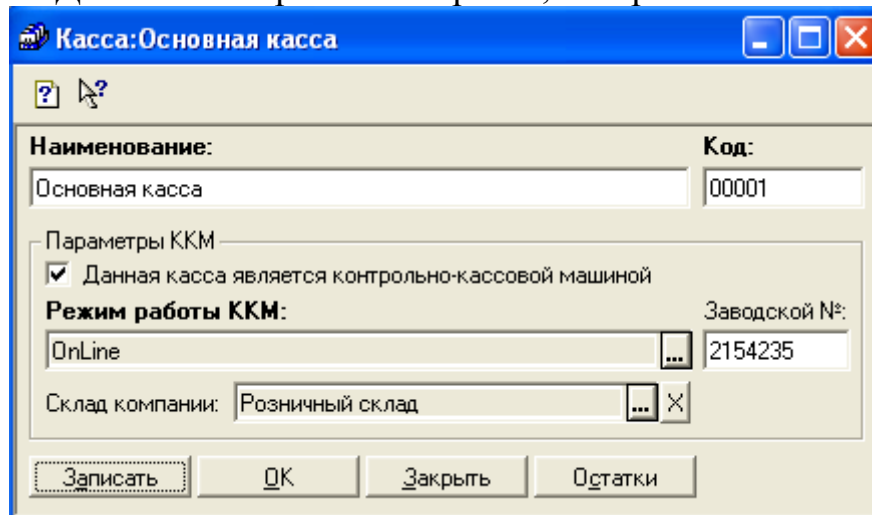 Касса:Основная касса
Наименование:
Код:
Основная касса
00001
Параметры ККМ
Данная касса является контрольно-кассовой машиной
Режим работы ККМ:
Заводской №:
OnLine
...
2154235
Склад компании:
Розничный склад
...
X
Записать
OK
Закрыть
Остатки